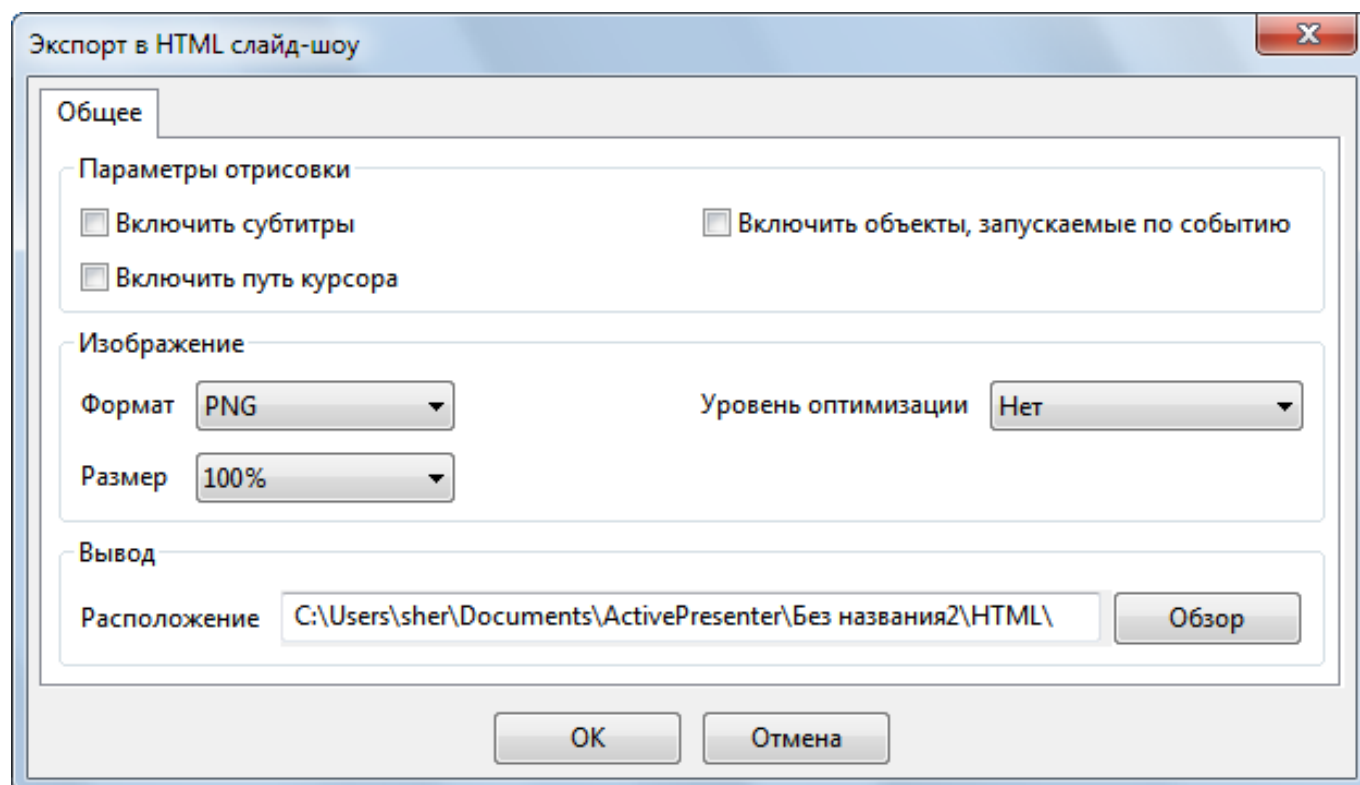 Экспорт в HTML слайд-шоу
Общее
Параметры отрисовки
Включить субтитры Включить объекты, запускаемые по событию
Включить путь курсора
Изображение
Формат PNG Уровень оптимизации Нет
Размер 100%
Вывод
Расположение C:\Users\sher\Documents\ActivePresenter\Без названия2\HTML\ Обзор
OK Отмена